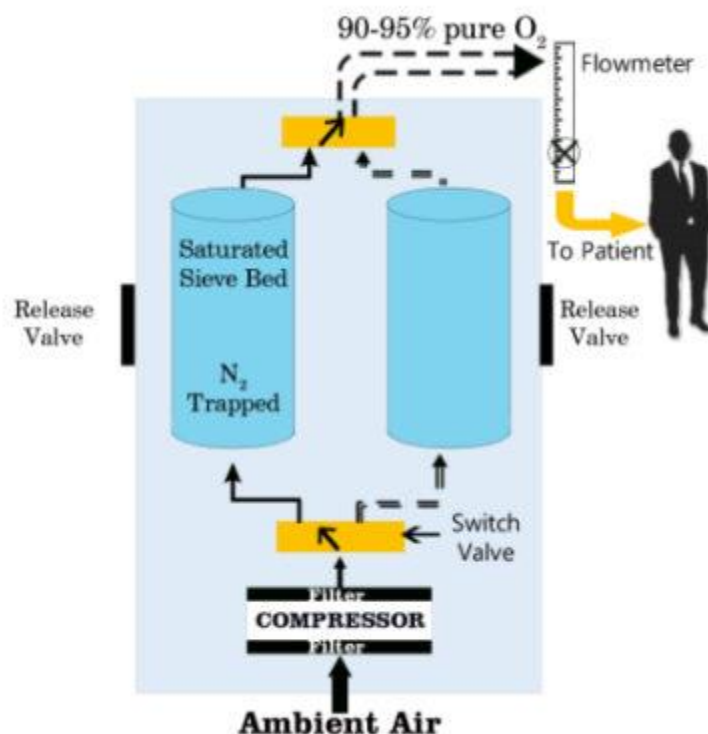 90-95% pure O₂
Flowmeter
To Patient
Saturated
Sieve Bed
N₂
Trapped
Release
Valve
Release
Valve
Switch
Valve
Filter
COMPRESSOR
Filter
Ambient Air